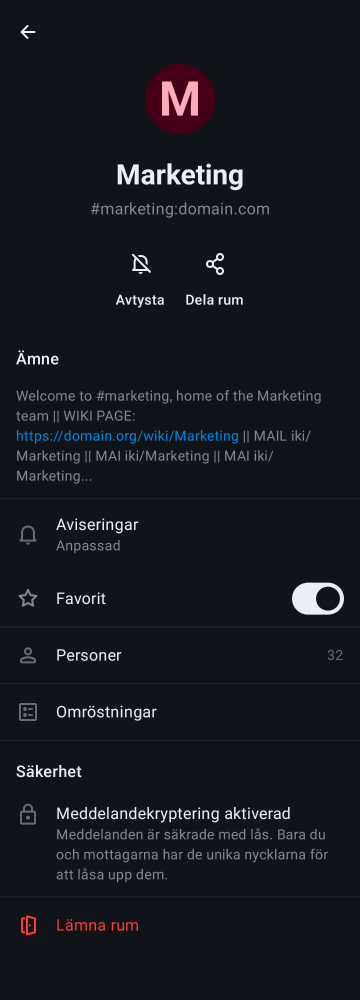 M
Marketing
#marketing:domain.com
Avtysta
Dela rum
Ämne
Welcome to #marketing, home of the Marketing
team || WIKI PAGE:
https://domain.org/wiki/Marketing || MAIL iki/
Marketing || MAI iki/Marketing || MAI iki/
Marketing...
Aviseringar
Anpassad
Favorit
Personer
32
Omröstningar
Säkerhet
Meddelandekryptering aktiverad
Meddelanden är säkrade med lås. Bara du
och mottagarna har de unika nycklarna för
att låsa upp dem.
Lämna rum